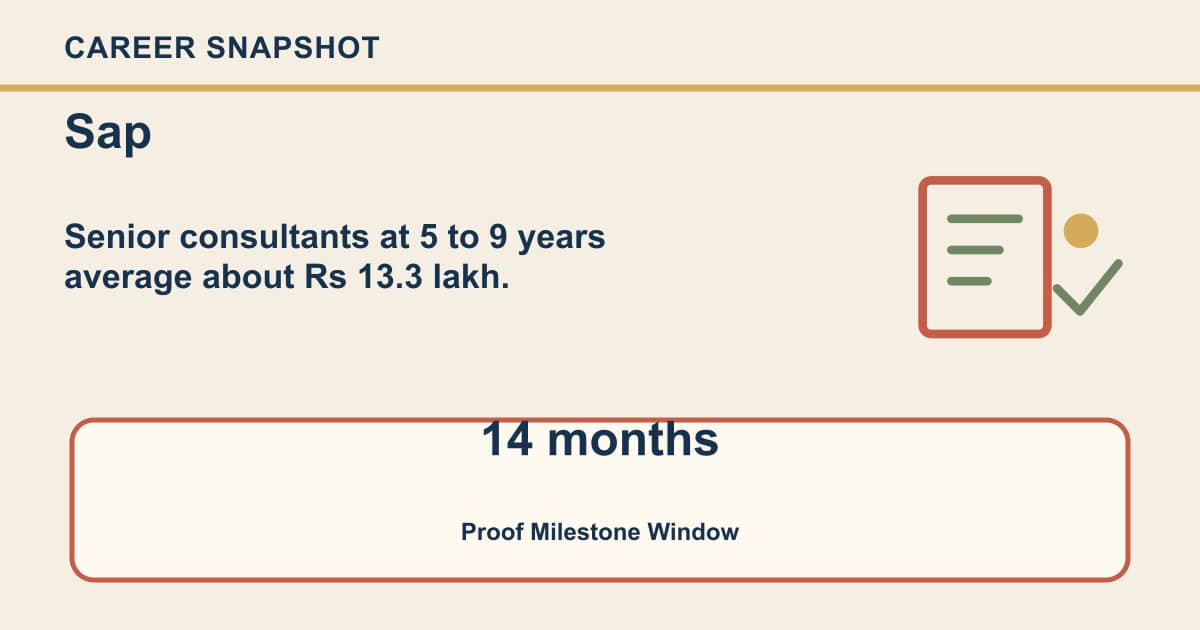 CAREER SNAPSHOT
Sap
Senior consultants at 5 to 9 years
average about Rs 13.3 lakh.
14 months
Proof Milestone Window